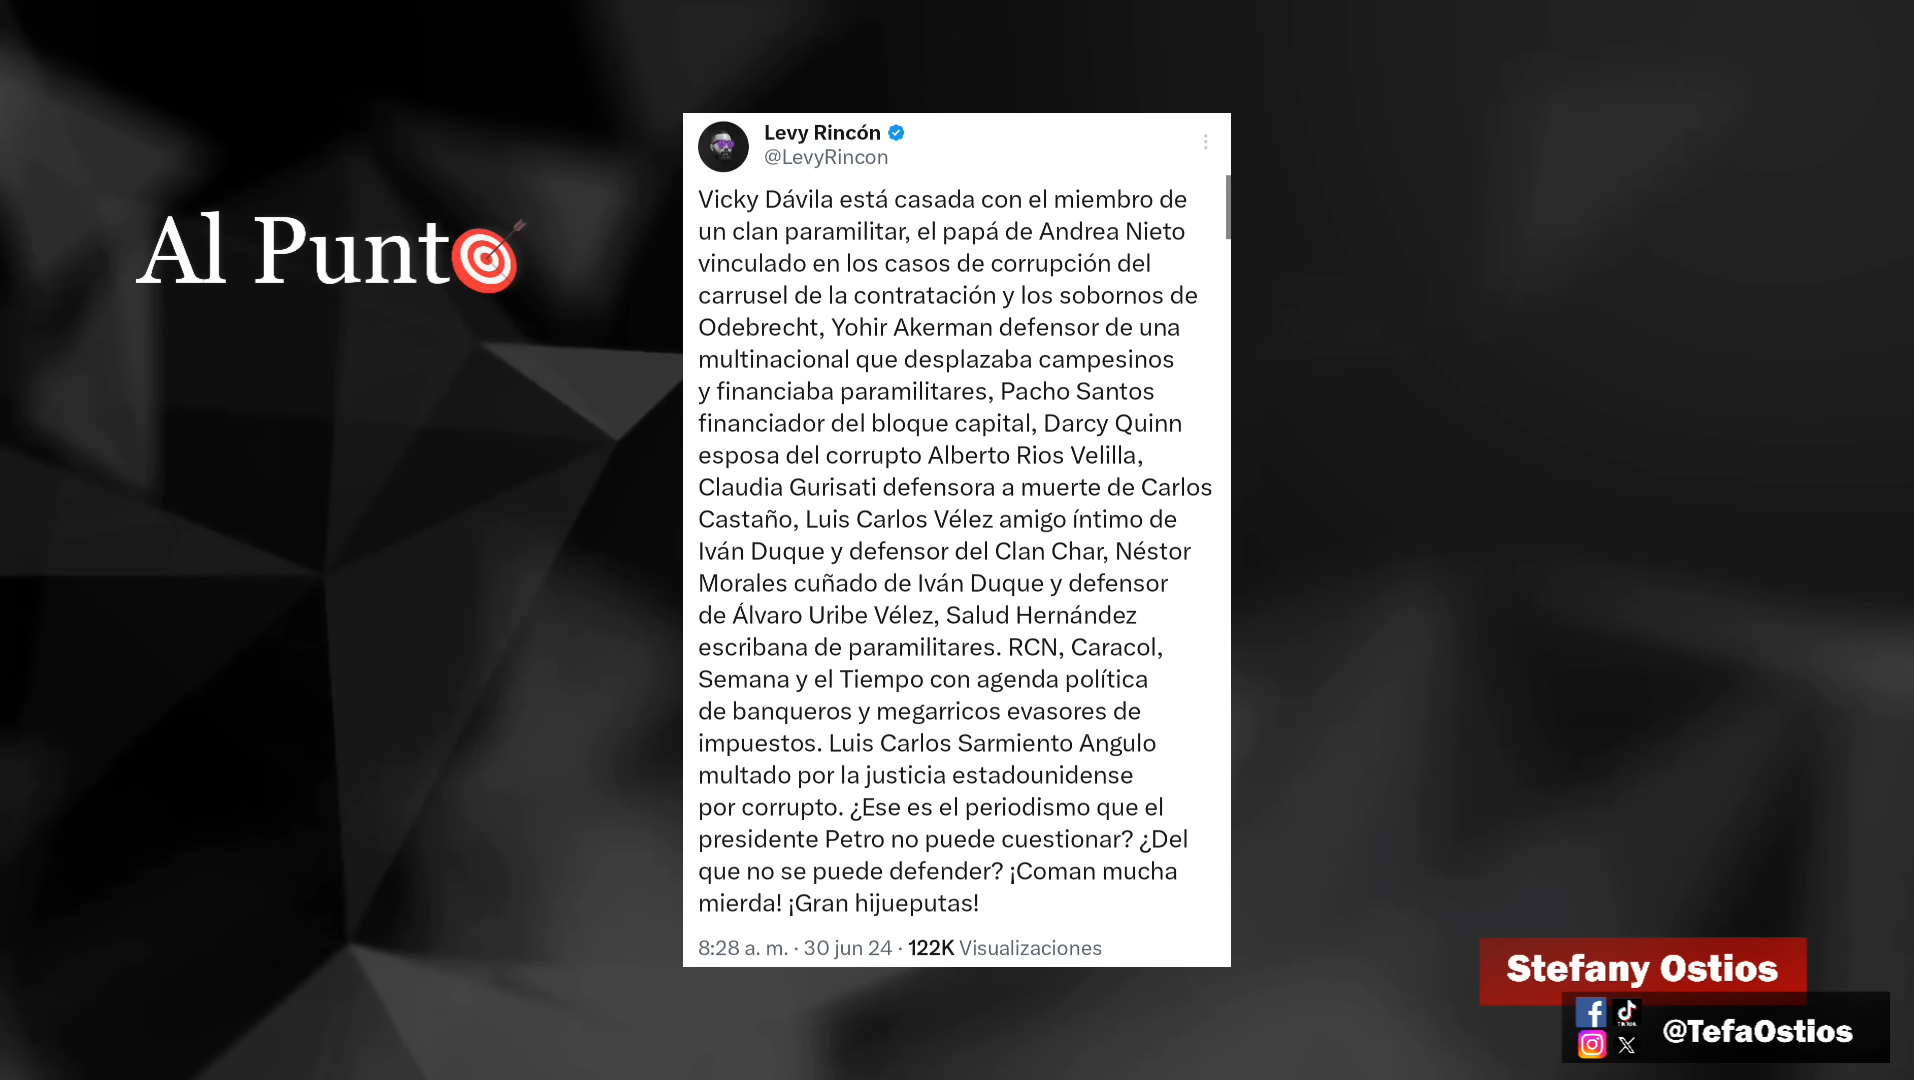 Al Punto
Levy Rincón
@LevyRincon
Vicky Dávila está casada con el miembro de
un clan paramilitar, el papá de Andrea Nieto
vinculado en los casos de corrupción del
carrusel de la contratación y los sobornos de
Odebrecht, Yohir Akerman defensor de una
multinacional que desplazaba campesinos
y financiaba paramilitares, Pacho Santos
financiador del bloque capital, Darcy Quinn
esposa del corrupto Alberto Rios Velilla,
Claudia Gurisati defensora a muerte de Carlos
Castaño, Luis Carlos Vélez amigo íntimo de
Iván Duque y defensor del Clan Char, Néstor
Morales cuñado de Iván Duque y defensor
de Álvaro Uribe Vélez, Salud Hernández
escribana de paramilitares. RCN, Caracol,
Semana y el Tiempo con agenda política
de banqueros y megarricos evasores de
impuestos. Luis Carlos Sarmiento Angulo
multado por la justicia estadounidense
por corrupto. ¿Ese es el periodismo que el
presidente Petro no puede cuestionar? ¿Del
que no se puede defender? ¡Coman mucha
mierda! ¡Gran hijueputas!
8:28 a. m. · 30 jun 24 · 122K Visualizaciones
Stefany Ostios
TikTok
@TefaOstios